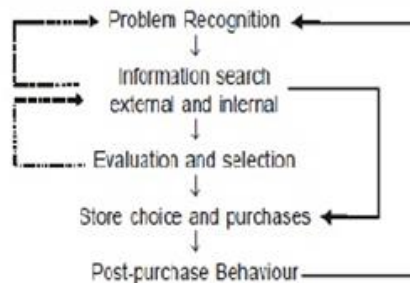 Problem Recognition
Information search
external and internal
Evaluation and selection
Store choice and purchases
Post-purchase Behaviour